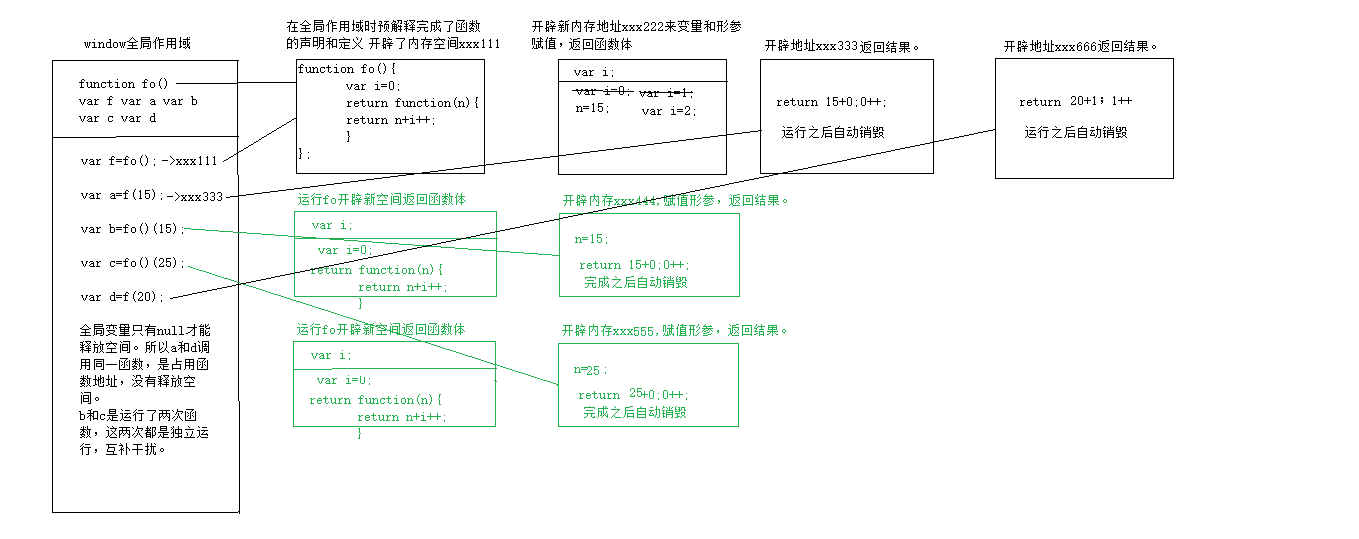 window全局作用域
function fo()
var f var a var b
var c var d
var f=fo(); ->xxx111
var a=f(15); ->xxx333
var b=fo()(15);
var c=fo()(25);
var d=f(20);
全局变量只有null才能
释放空间。所以a和d调
用同一函数, 是占用函
数地址, 没有释放空
间。
b和c是运行了两次函
数, 这两次都是独立运
行, 互补干扰。
在全局作用域时预解释完成了函数
的声明和定义 开辟了内存空间xxx111
function fo(){
var i=0;
return function(n){
return n+i++;
}
};
开辟新内存地址xxx222来变量和形参
赋值, 返回函数体
var i;
var i=0; var i=1;
n=15; var i=2;
开辟地址xxx333返回结果。
return 15+0;0++;
运行之后自动销毁
开辟地址xxx666返回结果。
return 20+1; 1++
运行之后自动销毁
运行fo开辟新空间返回函数体
var i;
var i=0;
return function(n){
return n+i++;
}
开辟内存xxx444,赋值形参, 返回结果。
n=15;
return 15+0;0++;
完成之后自动销毁
运行fo开辟新空间返回函数体
var i;
var i=0;
return function(n){
return n+i++;
}
开辟内存xxx555,赋值形参, 返回结果。
n=25;
return 25+0;0++;
完成之后自动销毁